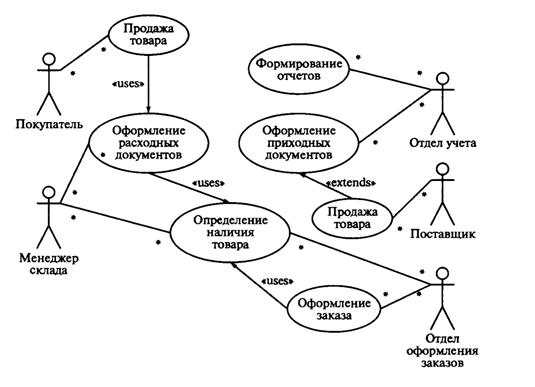 Продажа
товара
*
*
Покупатель
«uses»
Формирование
отчетов
*
*
*
*
Отдел учета
Оформление
расходных
документов
*
Оформление
приходных
документов
«uses»
«extends»
*
*
*
Менеджер
склада
Определение
наличия
товара
*
Продажа
товара
*
*
Поставщик
«uses»
*
*
*
Оформление
заказа
*
Отдел
оформления
заказов